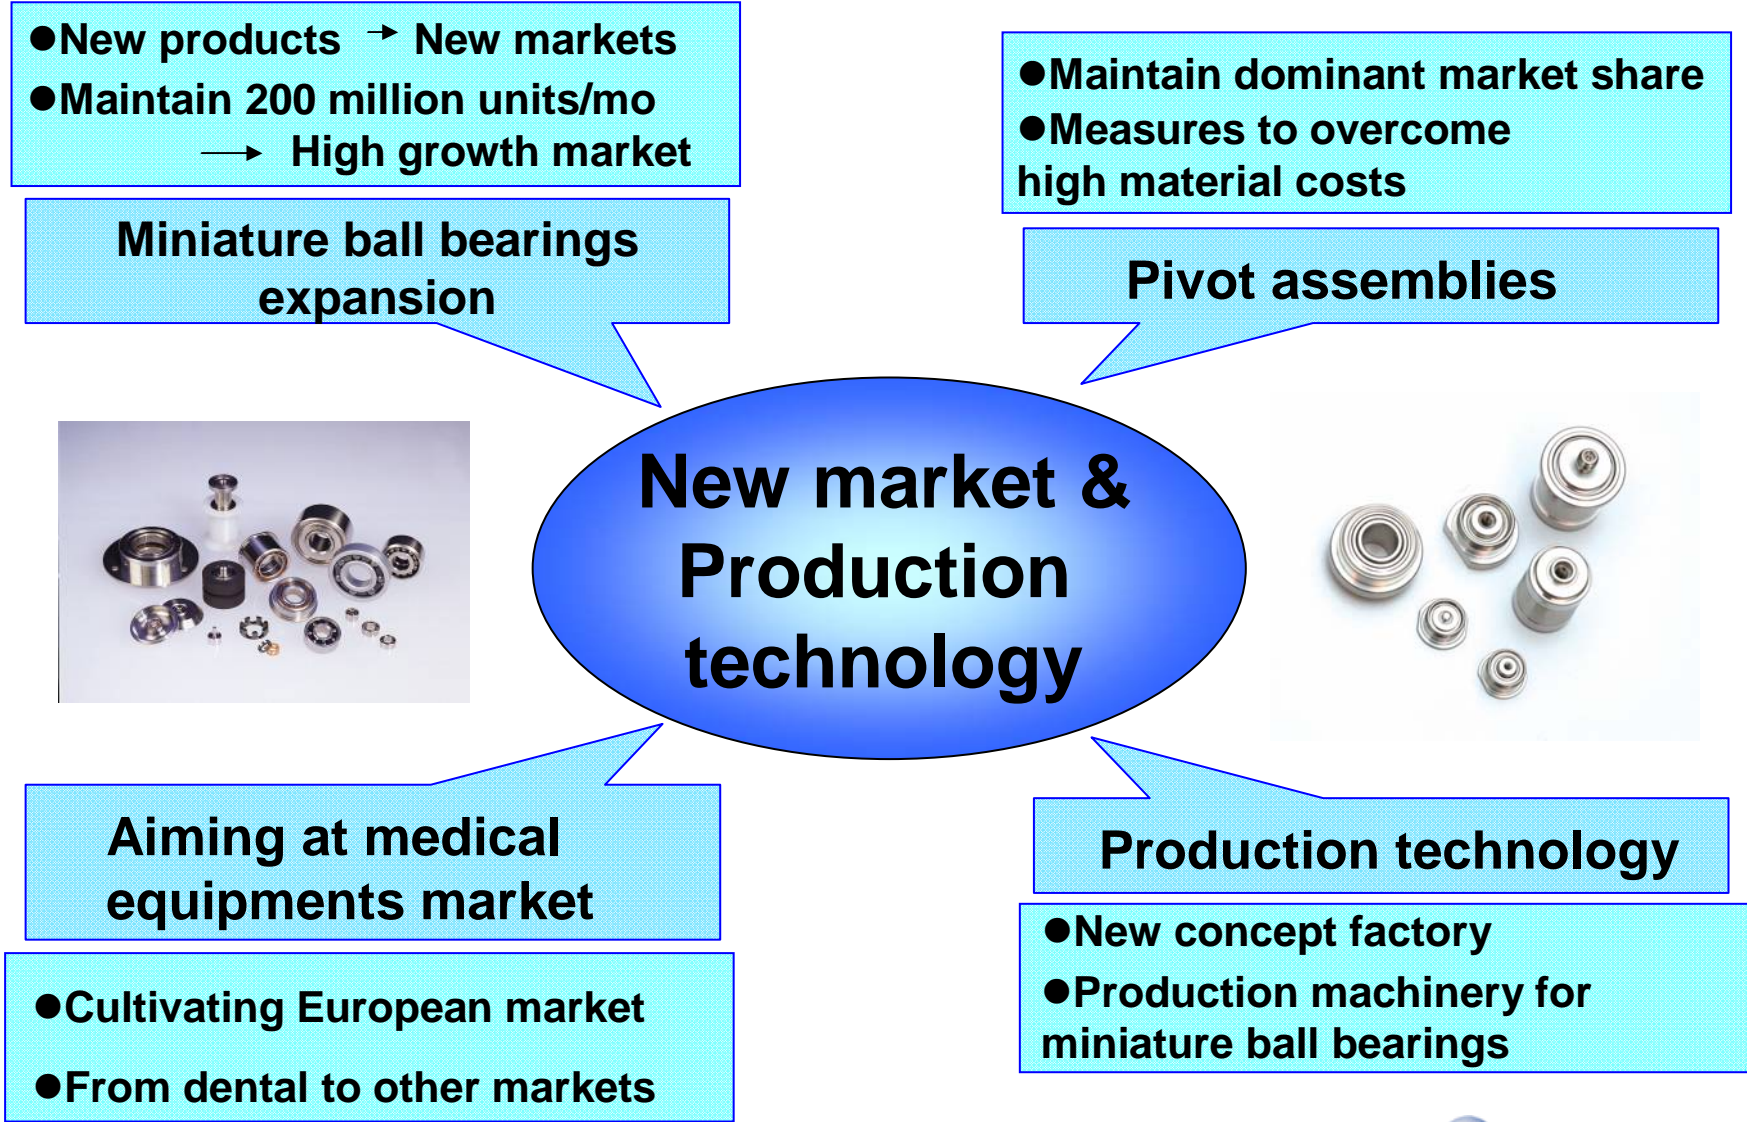 ●New products → New markets
●Maintain 200 million units/mo
→ High growth market
Miniature ball bearings
expansion
●Maintain dominant market share
●Measures to overcome
high material costs
Pivot assemblies
New market &
Production
technology
Aiming at medical
equipments market
●Cultivating European market
●From dental to other markets
Production technology
●New concept factory
●Production machinery for
miniature ball bearings